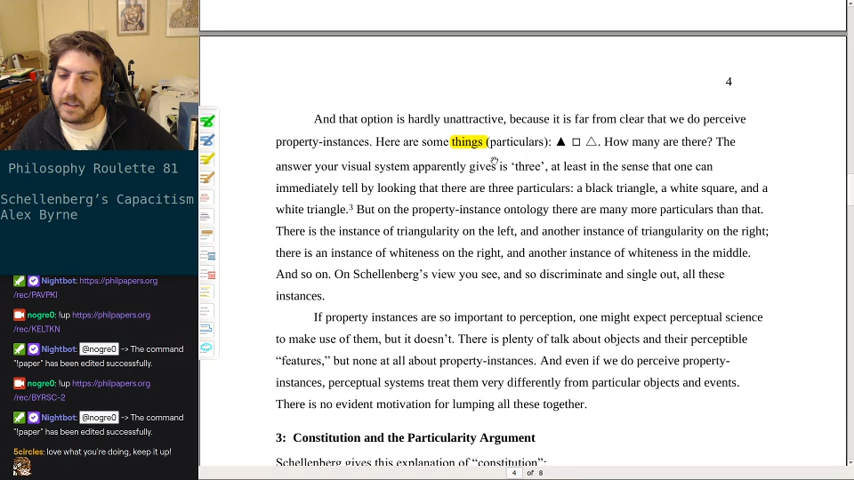 4
And that option is hardly unattractive, because it is far from clear that we do perceive
property-instances. Here are some things (particulars): ▲ □ △. How many are there? The
answer your visual system apparently gives is ‘three’, at least in the sense that one can
immediately tell by looking that there are three particulars: a black triangle, a white square, and a
white triangle.³ But on the property-instance ontology there are many more particulars than that.
There is the instance of triangularity on the left, and another instance of triangularity on the right;
there is an instance of whiteness on the right, and another instance of whiteness in the middle.
And so on. On Schellenberg’s view you see, and so discriminate and single out, all these
instances.
If property instances are so important to perception, one might expect perceptual science
to make use of them, but it doesn’t. There is plenty of talk about objects and their perceptible
“features,” but none at all about property-instances. And even if we do perceive property-
instances, perceptual systems treat them very differently from particular objects and events.
There is no evident motivation for lumping all these together.
3: Constitution and the Particularity Argument
Schellenberg gives this explanation of “constitution”:
4 of 8
Philosophy Roulette 81
Schellenberg's Capacitism
Alex Byrne
Nightbot: https://philpapers.org
/rec/PAVPKI
nogre0: !up https://philpapers.org
/rec/KELTKN
Nightbot: @nogre0 -> The command
"!paper" has been edited successfully.
nogre0: !up https://philpapers.org
/rec/BYRSC-2
Nightbot: @nogre0 -> The command
"!paper" has been edited successfully.
5circles: love what you're doing, keep it up!